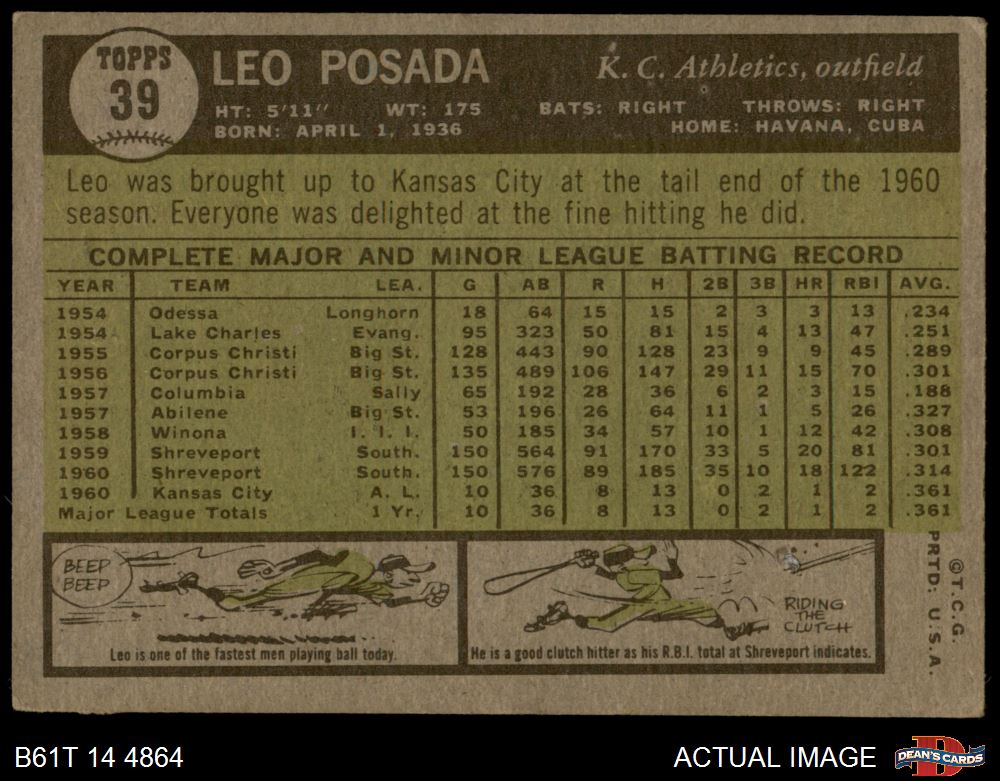 TOPPS
39
LEO POSADA
K. C. Athletics, outfield
HT: 5'11" WT: 175 BATS: RIGHT THROWS: RIGHT
BORN: APRIL 1, 1936 HOME: HAVANA, CUBA
Leo was brought up to Kansas City at the tail end of the 1960
season. Everyone was delighted at the fine hitting he did.
COMPLETE MAJOR AND MINOR LEAGUE BATTING RECORD
YEAR TEAM LEA. G AB R H 2B 3B HR RBI AVG.
1954 Odessa Longhorn 18 64 15 15 2 3 3 13 .234
1954 Lake Charles Evang. 95 323 50 81 15 4 13 47 .251
1955 Corpus Christi Big St. 128 443 90 128 23 9 9 45 .289
1956 Corpus Christi Big St. 135 489 106 147 29 11 15 70 .301
1957 Columbia Sally 65 192 28 36 6 2 3 15 .188
1957 Abilene Big St. 53 196 26 64 11 1 5 26 .327
1958 Winona I. I. I. 50 185 34 57 10 1 12 42 .308
1959 Shreveport South. 150 564 91 170 33 5 20 81 .301
1960 Shreveport South. 150 576 89 185 35 10 18 122 .314
1960 Kansas City A. L. 10 36 8 13 0 2 1 2 .361
Major League Totals 1 Yr. 10 36 8 13 0 2 1 2 .361
BEEP
BEEP
Leo is one of the fastest men playing ball today.
RIDING
THE
CLUTCH
He is a good clutch hitter as his R.B.I. total at Shreveport indicates.
©T.C.G.
PRTD: U.S.A.
B61T 14 4864
ACTUAL IMAGE
D
DEAN'S CARDS